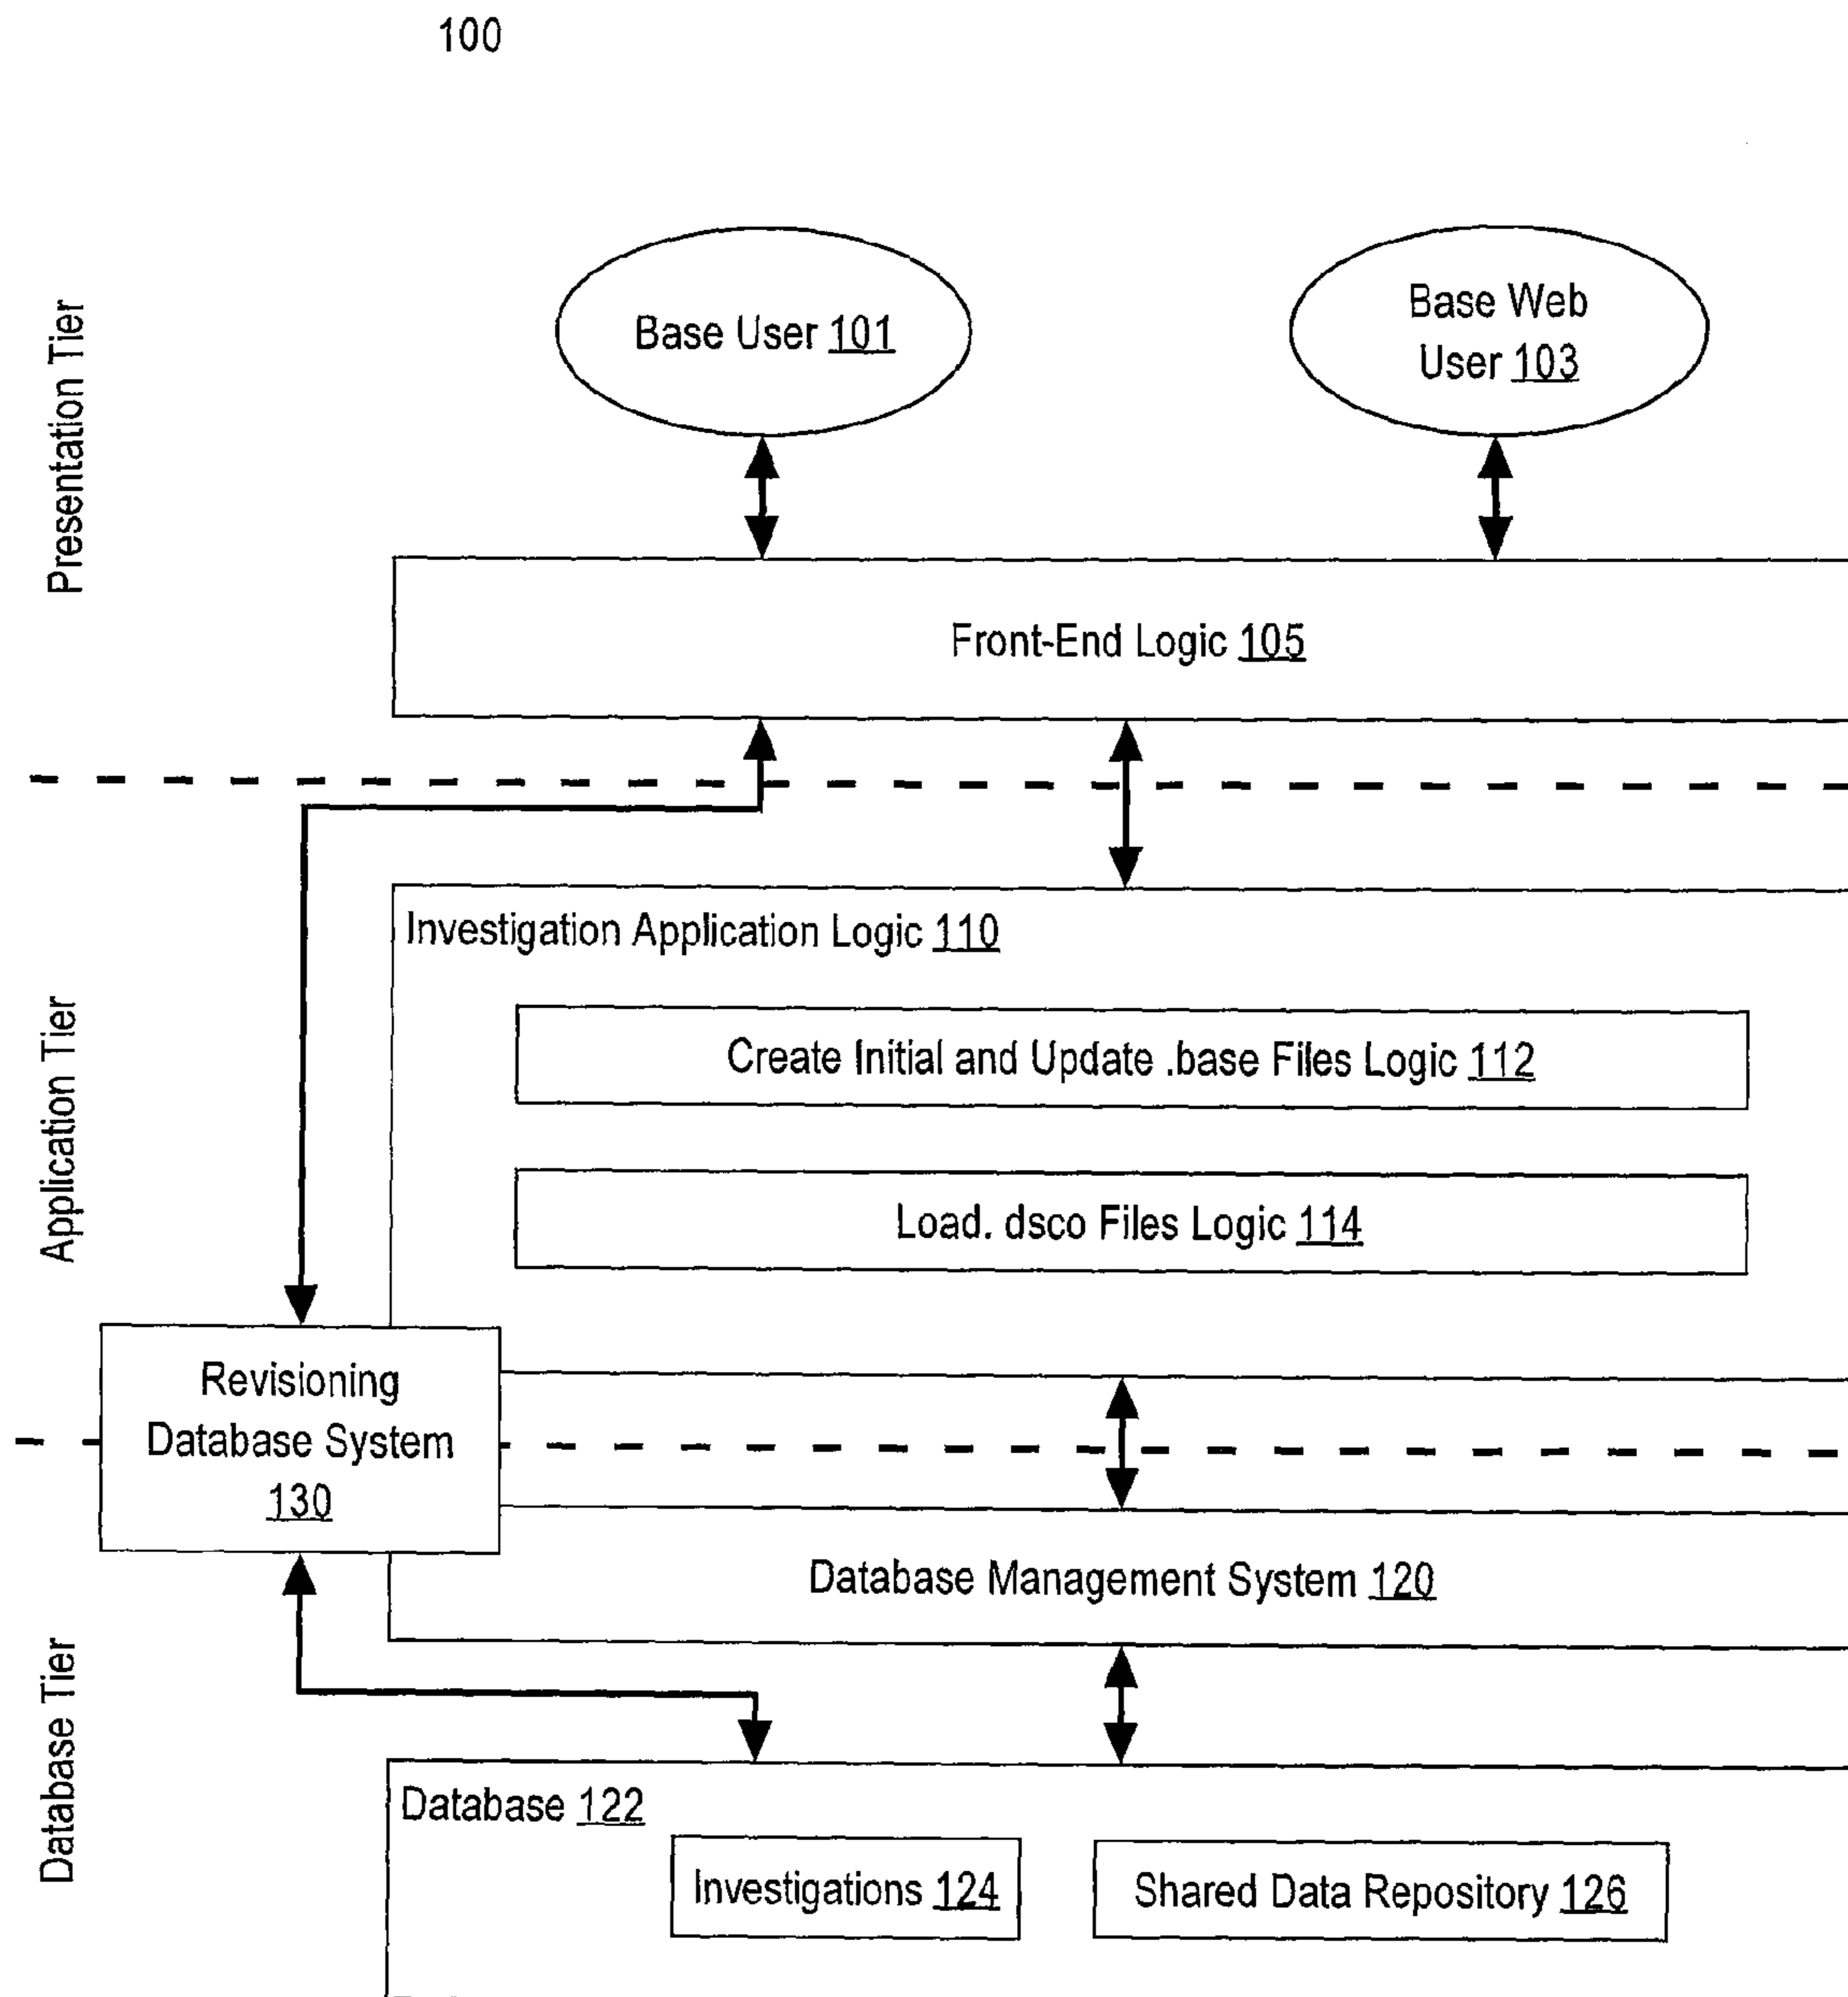 100
Presentation Tier
Base User 101
Base Web
User 103
Front-End Logic 105
Application Tier
Investigation Application Logic 110
Create Initial and Update .base Files Logic 112
Load. dsco Files Logic 114
Revisioning
Database System
130
Database Tier
Database Management System 120
Database 122
Investigations 124
Shared Data Repository 126